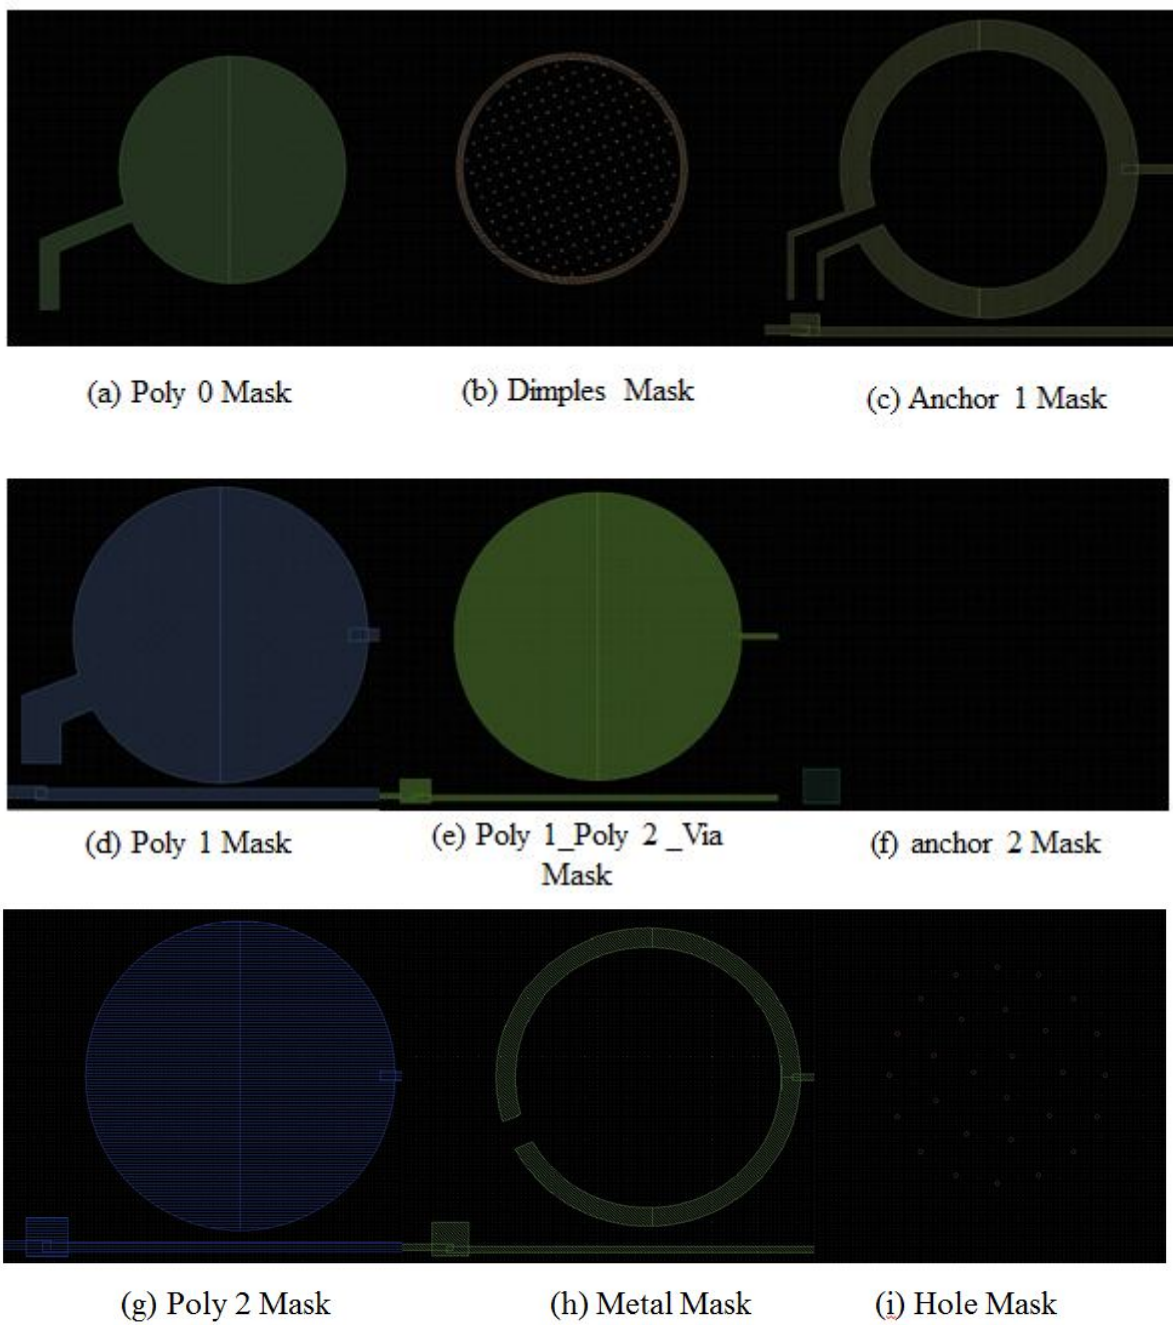 (a) Poly 0 Mask
(b) Dimples Mask
(c) Anchor 1 Mask
(d) Poly 1 Mask
(e) Poly 1_Poly 2 _Via
Mask
(f) anchor 2 Mask
(g) Poly 2 Mask
(h) Metal Mask
(i) Hole Mask